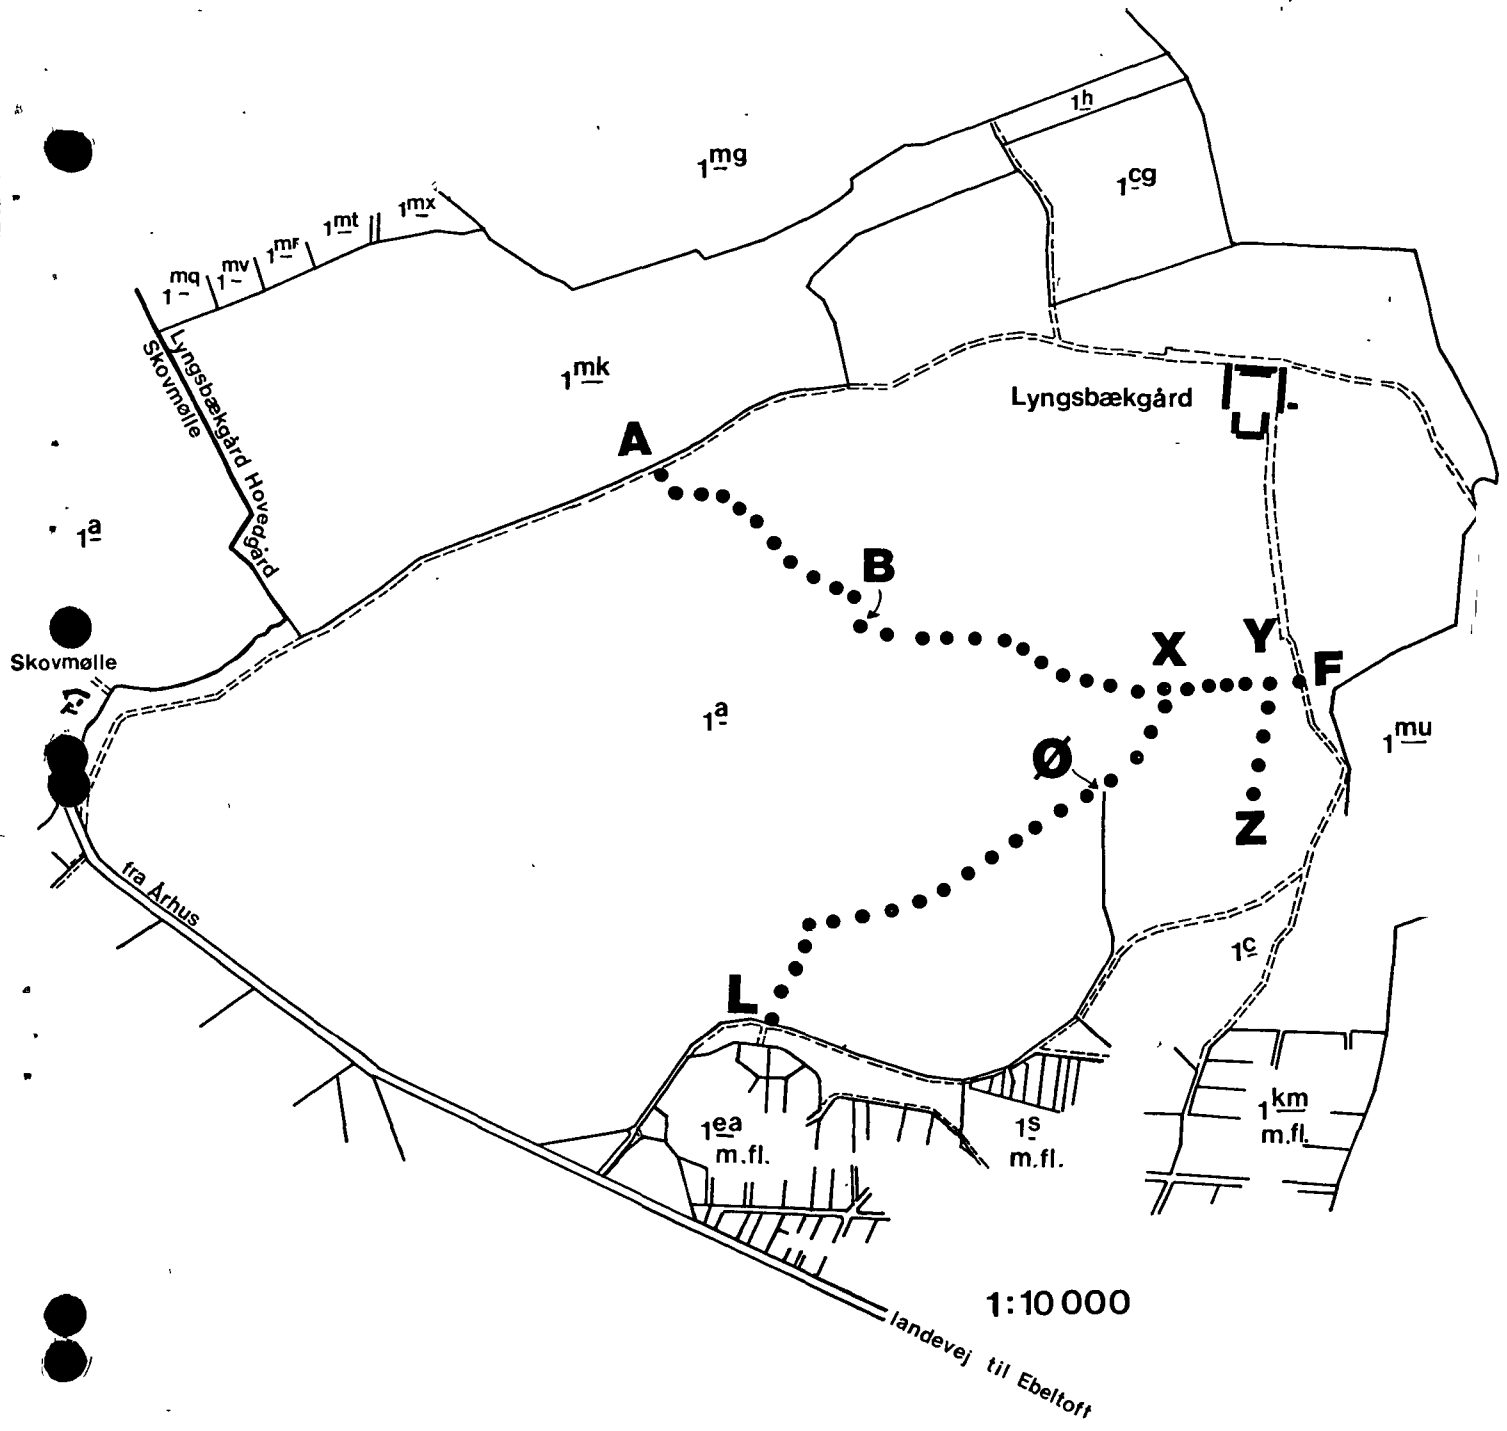 1h
1mg
1cg
1mx
1mt
1mr
1mv
1mq
Lyngsbækgård Hovedgård
Skovmølle
1mk
Lyngsbækgård
A
1a
B
Skovmølle
X
Y
F
1a
1mu
Ø
Z
fra Århus
1c
L
1km
m.fl.
1ea
m.fl.
1s
m.fl.
1:10 000
landevej til Ebeltoft